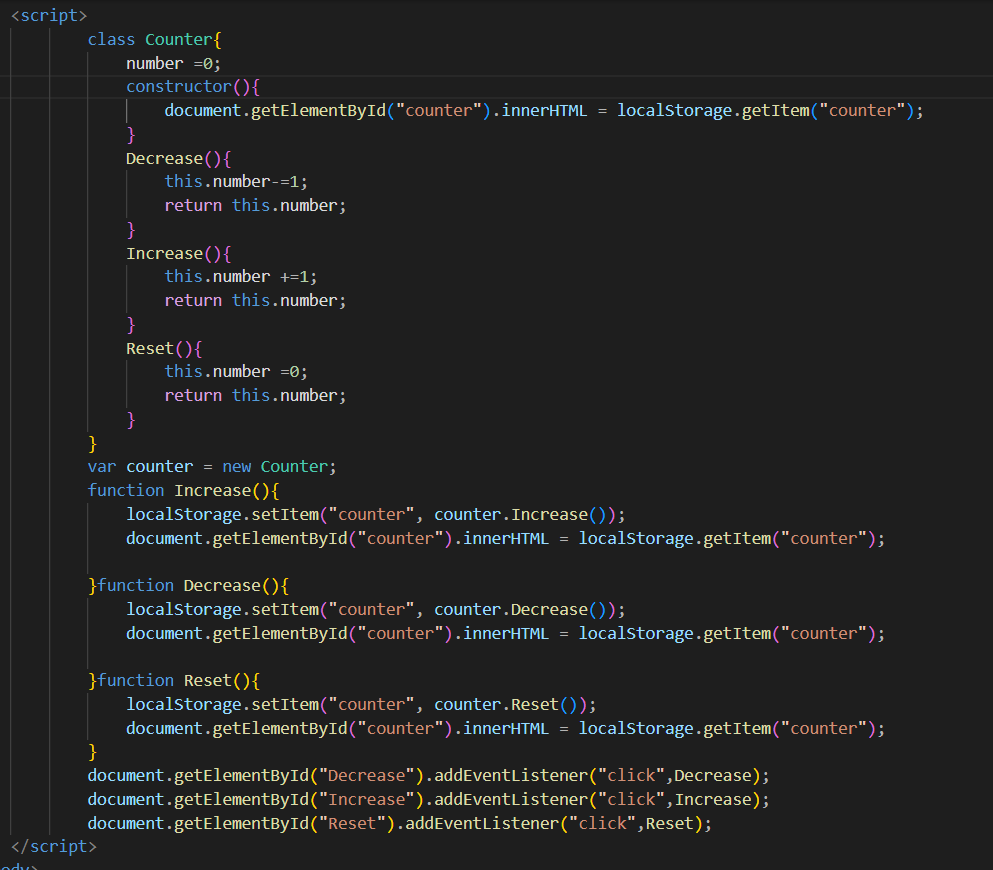 <script>
class Counter{
number =0;
constructor(){
document.getElementById("counter").innerHTML = localStorage.getItem("counter");
}
Decrease(){
this.number-=1;
return this.number;
}
Increase(){
this.number +=1;
return this.number;
}
Reset(){
this.number =0;
return this.number;
}
}
var counter = new Counter;
function Increase(){
localStorage.setItem("counter", counter.Increase());
document.getElementById("counter").innerHTML = localStorage.getItem("counter");
}function Decrease(){
localStorage.setItem("counter", counter.Decrease());
document.getElementById("counter").innerHTML = localStorage.getItem("counter");
}function Reset(){
localStorage.setItem("counter", counter.Reset());
document.getElementById("counter").innerHTML = localStorage.getItem("counter");
}
document.getElementById("Decrease").addEventListener("click",Decrease);
document.getElementById("Increase").addEventListener("click",Increase);
document.getElementById("Reset").addEventListener("click",Reset);
</script>